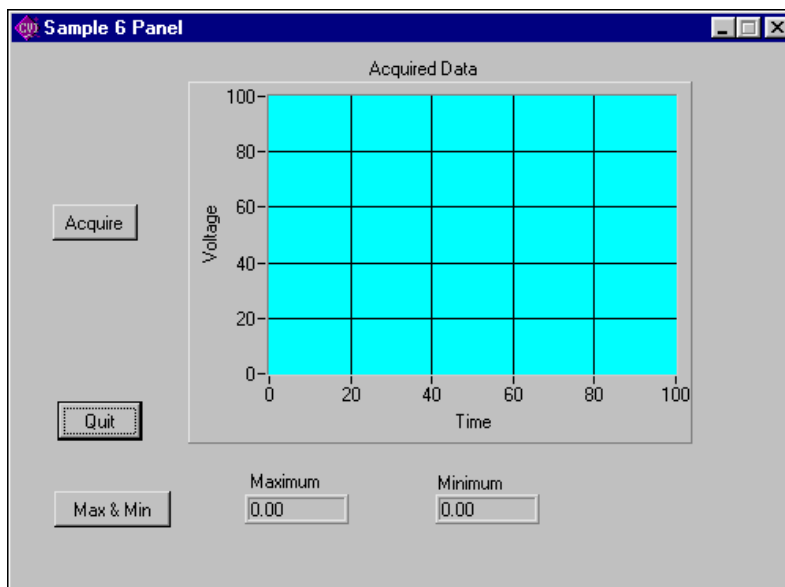 CVI Sample 6 Panel
Acquired Data
100
80
60
40
20
0
Voltage
0 20 40 60 80 100
Time
Acquire
Quit
Max & Min
Maximum
0.00
Minimum
0.00